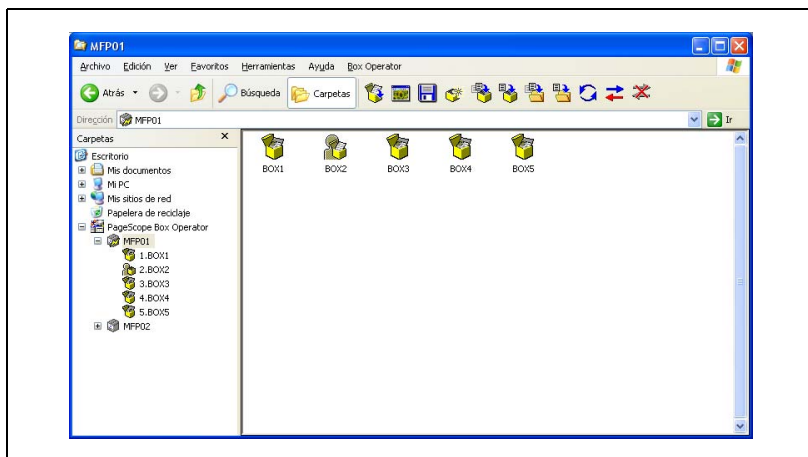 MFP01
Archivo Edición Ver Favoritos Herramientas Ayuda Box Operator
Atrás Búsqueda Carpetas
Dirección MFP01 Ir
Carpetas
Escritorio
Mis documentos
Mi PC
Mis sitios de red
Papelera de reciclaje
PageScope Box Operator
MFP01
1.BOX1
2.BOX2
3.BOX3
4.BOX4
5.BOX5
MFP02
BOX1 BOX2 BOX3 BOX4 BOX5